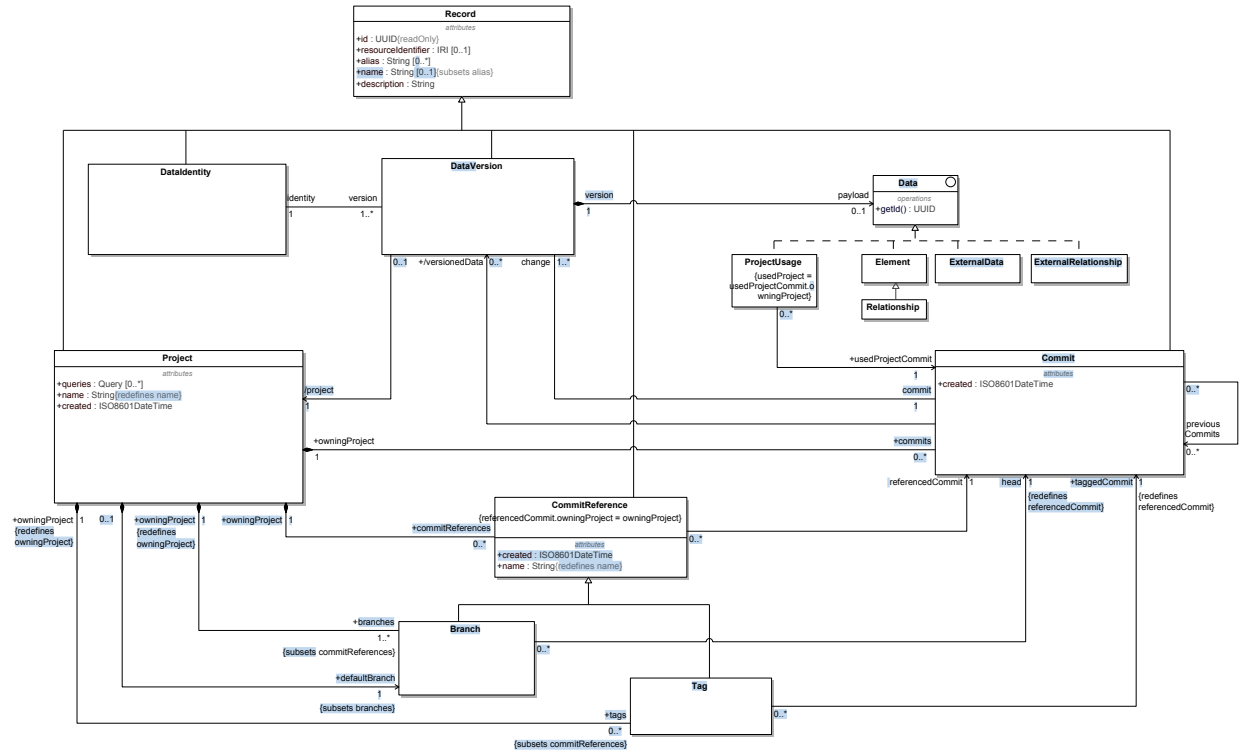 Record
attributes
+id : UUID{readOnly}
+resourceIdentifier : IRI [0..1]
+alias : String [0..*]
+name : String [0..1]{subsets alias}
+description : String
DataIdentity
identity
1
version
1..*
DataVersion
version
1
payload
0..1
Data
operations
+getId() : UUID
ProjectUsage
{usedProject =
usedProjectCommit.o
wningProject}
0..*
Element
Relationship
ExternalData
ExternalRelationship
0..1
+/versionedData
0..*
change
1..*
Project
attributes
+queries : Query [0..*]
+name : String{redefines name}
+created : ISO8601DateTime
/project
1
+owningProject
1
+usedProjectCommit
1
commit
1
+commits
0..*
Commit
attributes
+created : ISO8601DateTime
0..*
previous
Commits
0..*
referencedCommit
1
head
1
{redefines
referencedCommit}
+taggedCommit
1
{redefines
referencedCommit}
+owningProject
1
{redefines
owningProject}
0..1
+owningProject
1
{redefines
owningProject}
+owningProject
1
+commitReferences
0..*
CommitReference
{referencedCommit.owningProject = owningProject}
attributes
+created : ISO8601DateTime
+name : String{redefines name}
0..*
+branches
1..*
{subsets commitReferences}
Branch
0..*
+defaultBranch
1
{subsets branches}
Tag
0..*
+tags
0..*
{subsets commitReferences}